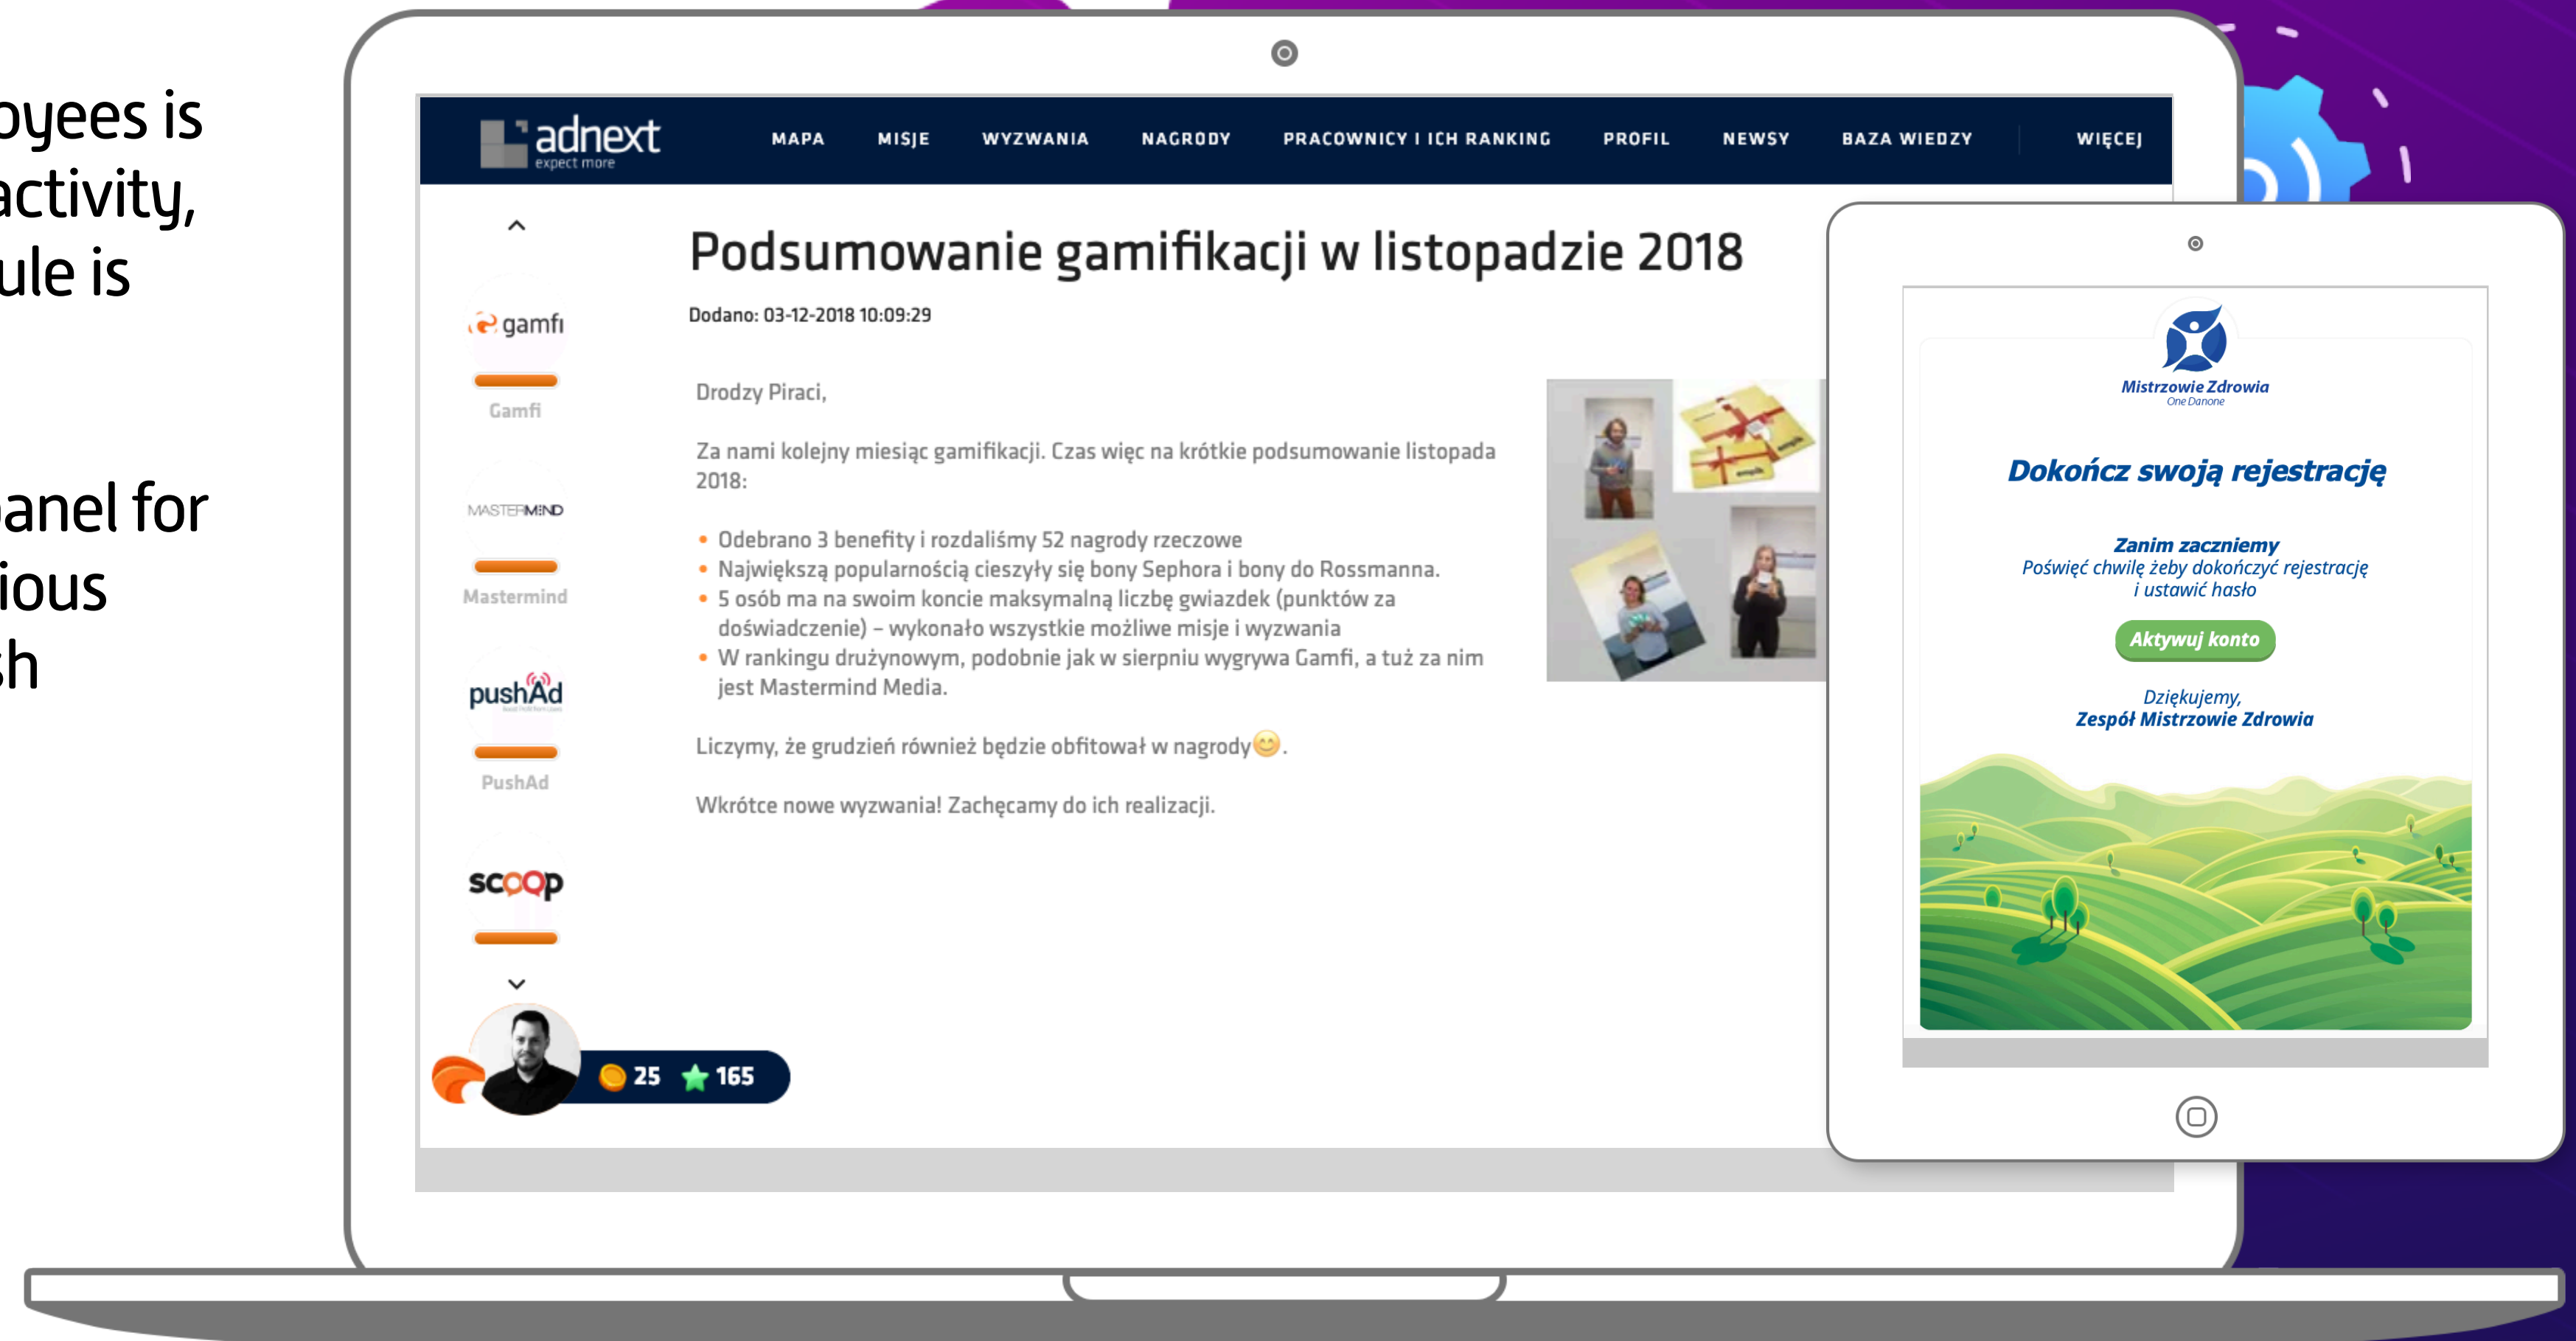 oyees is
activity,
ule is
anel for
ious
sh
adnext
expect more
MAPA MISJE WYZWANIA NAGRODY PRACOWNICY I ICH RANKING PROFIL NEWSY BAZA WIEDZY WIĘCEJ
gamfi
Gamfi
MASTERMIND
Mastermind
pushAd
PushAd
scoop
Podsumowanie gamifikacji w listopadzie 2018
Dodano: 03-12-2018 10:09:29
Drodzy Piraci,
Za nami kolejny miesiąc gamifikacji. Czas więc na krótkie podsumowanie listopada
2018:
• Odebrano 3 benefity i rozdaliśmy 52 nagrody rzeczowe
• Największą popularnością cieszyły się bony Sephora i bony do Rossmanna.
• 5 osób ma na swoim koncie maksymalną liczbę gwiazdek (punktów za
doświadczenie) – wykonało wszystkie możliwe misje i wyzwania
• W rankingu drużynowym, podobnie jak w sierpniu wygrywa Gamfi, a tuż za nim
jest Mastermind Media.
Liczymy, że grudzień również będzie obfitował w nagrody😊.
Wkrótce nowe wyzwania! Zachęcamy do ich realizacji.
empik
25 165
Mistrzowie Zdrowia
One Danone
Dokończ swoją rejestrację
Zanim zaczniemy
Poświęć chwilę żeby dokończyć rejestrację
i ustawić hasło
Aktywuj konto
Dziękujemy,
Zespół Mistrzowie Zdrowia